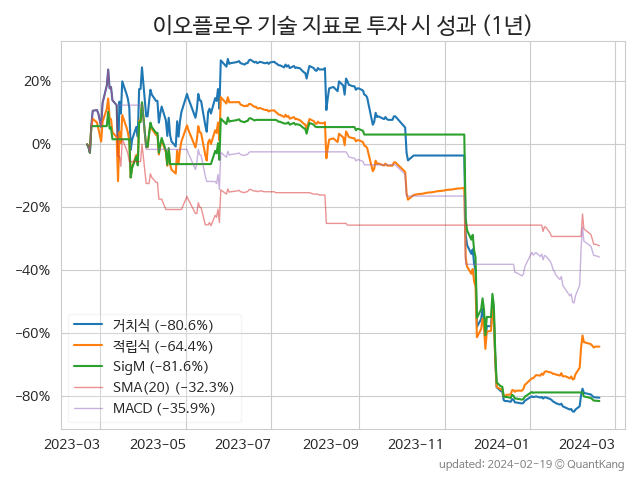 이오플로우 기술 지표로 투자 시 성과 (1년)
20%
0%
−20%
−40%
−60%
−80%
거치식 (−80.6%)
적립식 (−64.4%)
SigM (−81.6%)
SMA(20) (−32.3%)
MACD (−35.9%)
2023−03 2023−05 2023−07 2023−09 2023−11 2024−01 2024−03
updated: 2024−02−19 © QuantKang